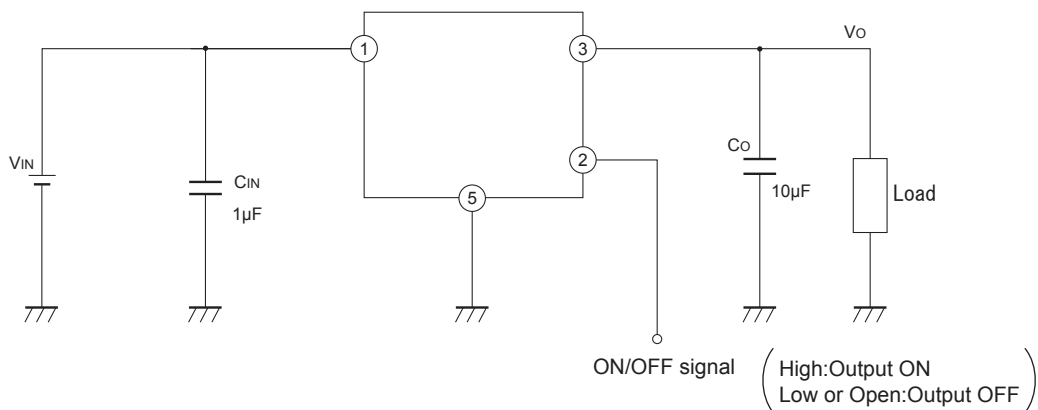 1
3
Vo
2
VIN
CIN
1µF
Co
10µF
Load
5
ON/OFF signal
High:Output ON
Low or Open:Output OFF